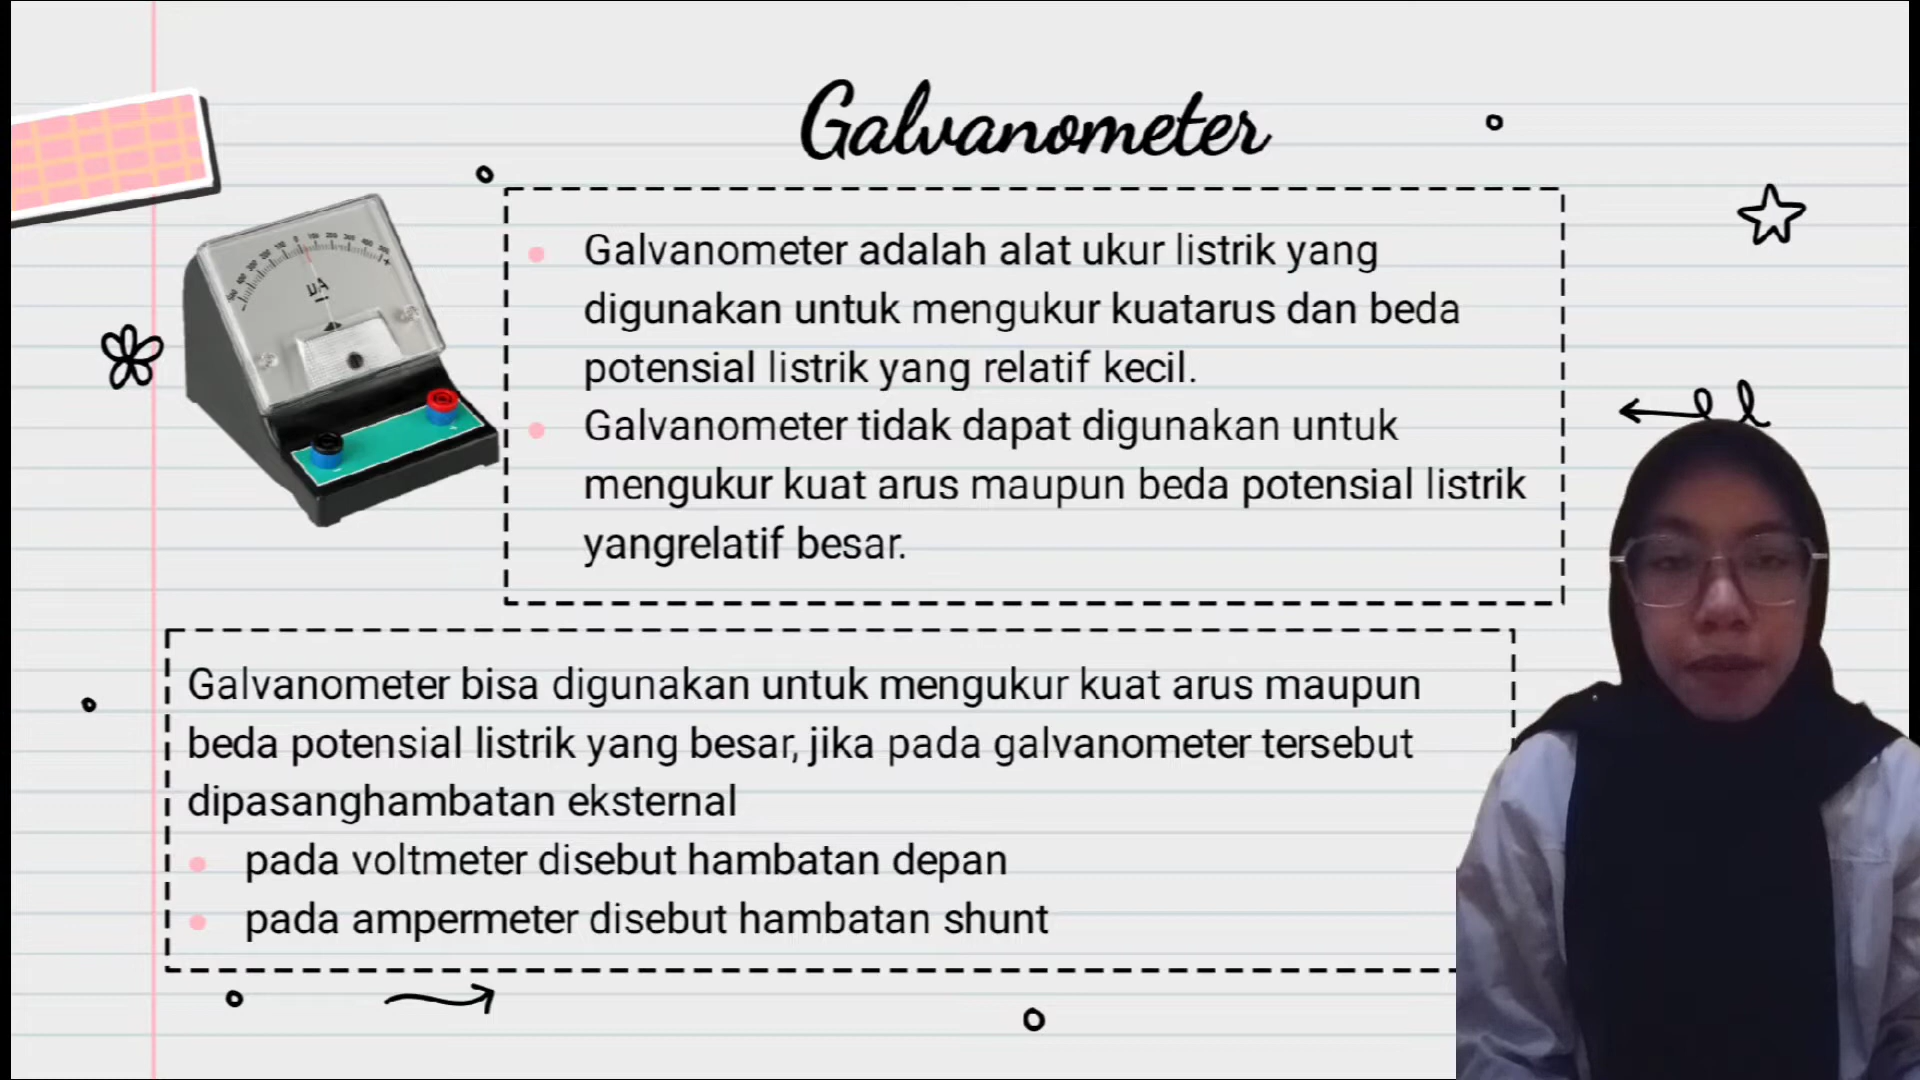 Galvanometer
Galvanometer adalah alat ukur listrik yang
digunakan untuk mengukur kuatarus dan beda
potensial listrik yang relatif kecil.
Galvanometer tidak dapat digunakan untuk
mengukur kuat arus maupun beda potensial listrik
yangrelatif besar.
μA
Galvanometer bisa digunakan untuk mengukur kuat arus maupun
beda potensial listrik yang besar, jika pada galvanometer tersebut
dipasanghambatan eksternal
pada voltmeter disebut hambatan depan
pada ampermeter disebut hambatan shunt